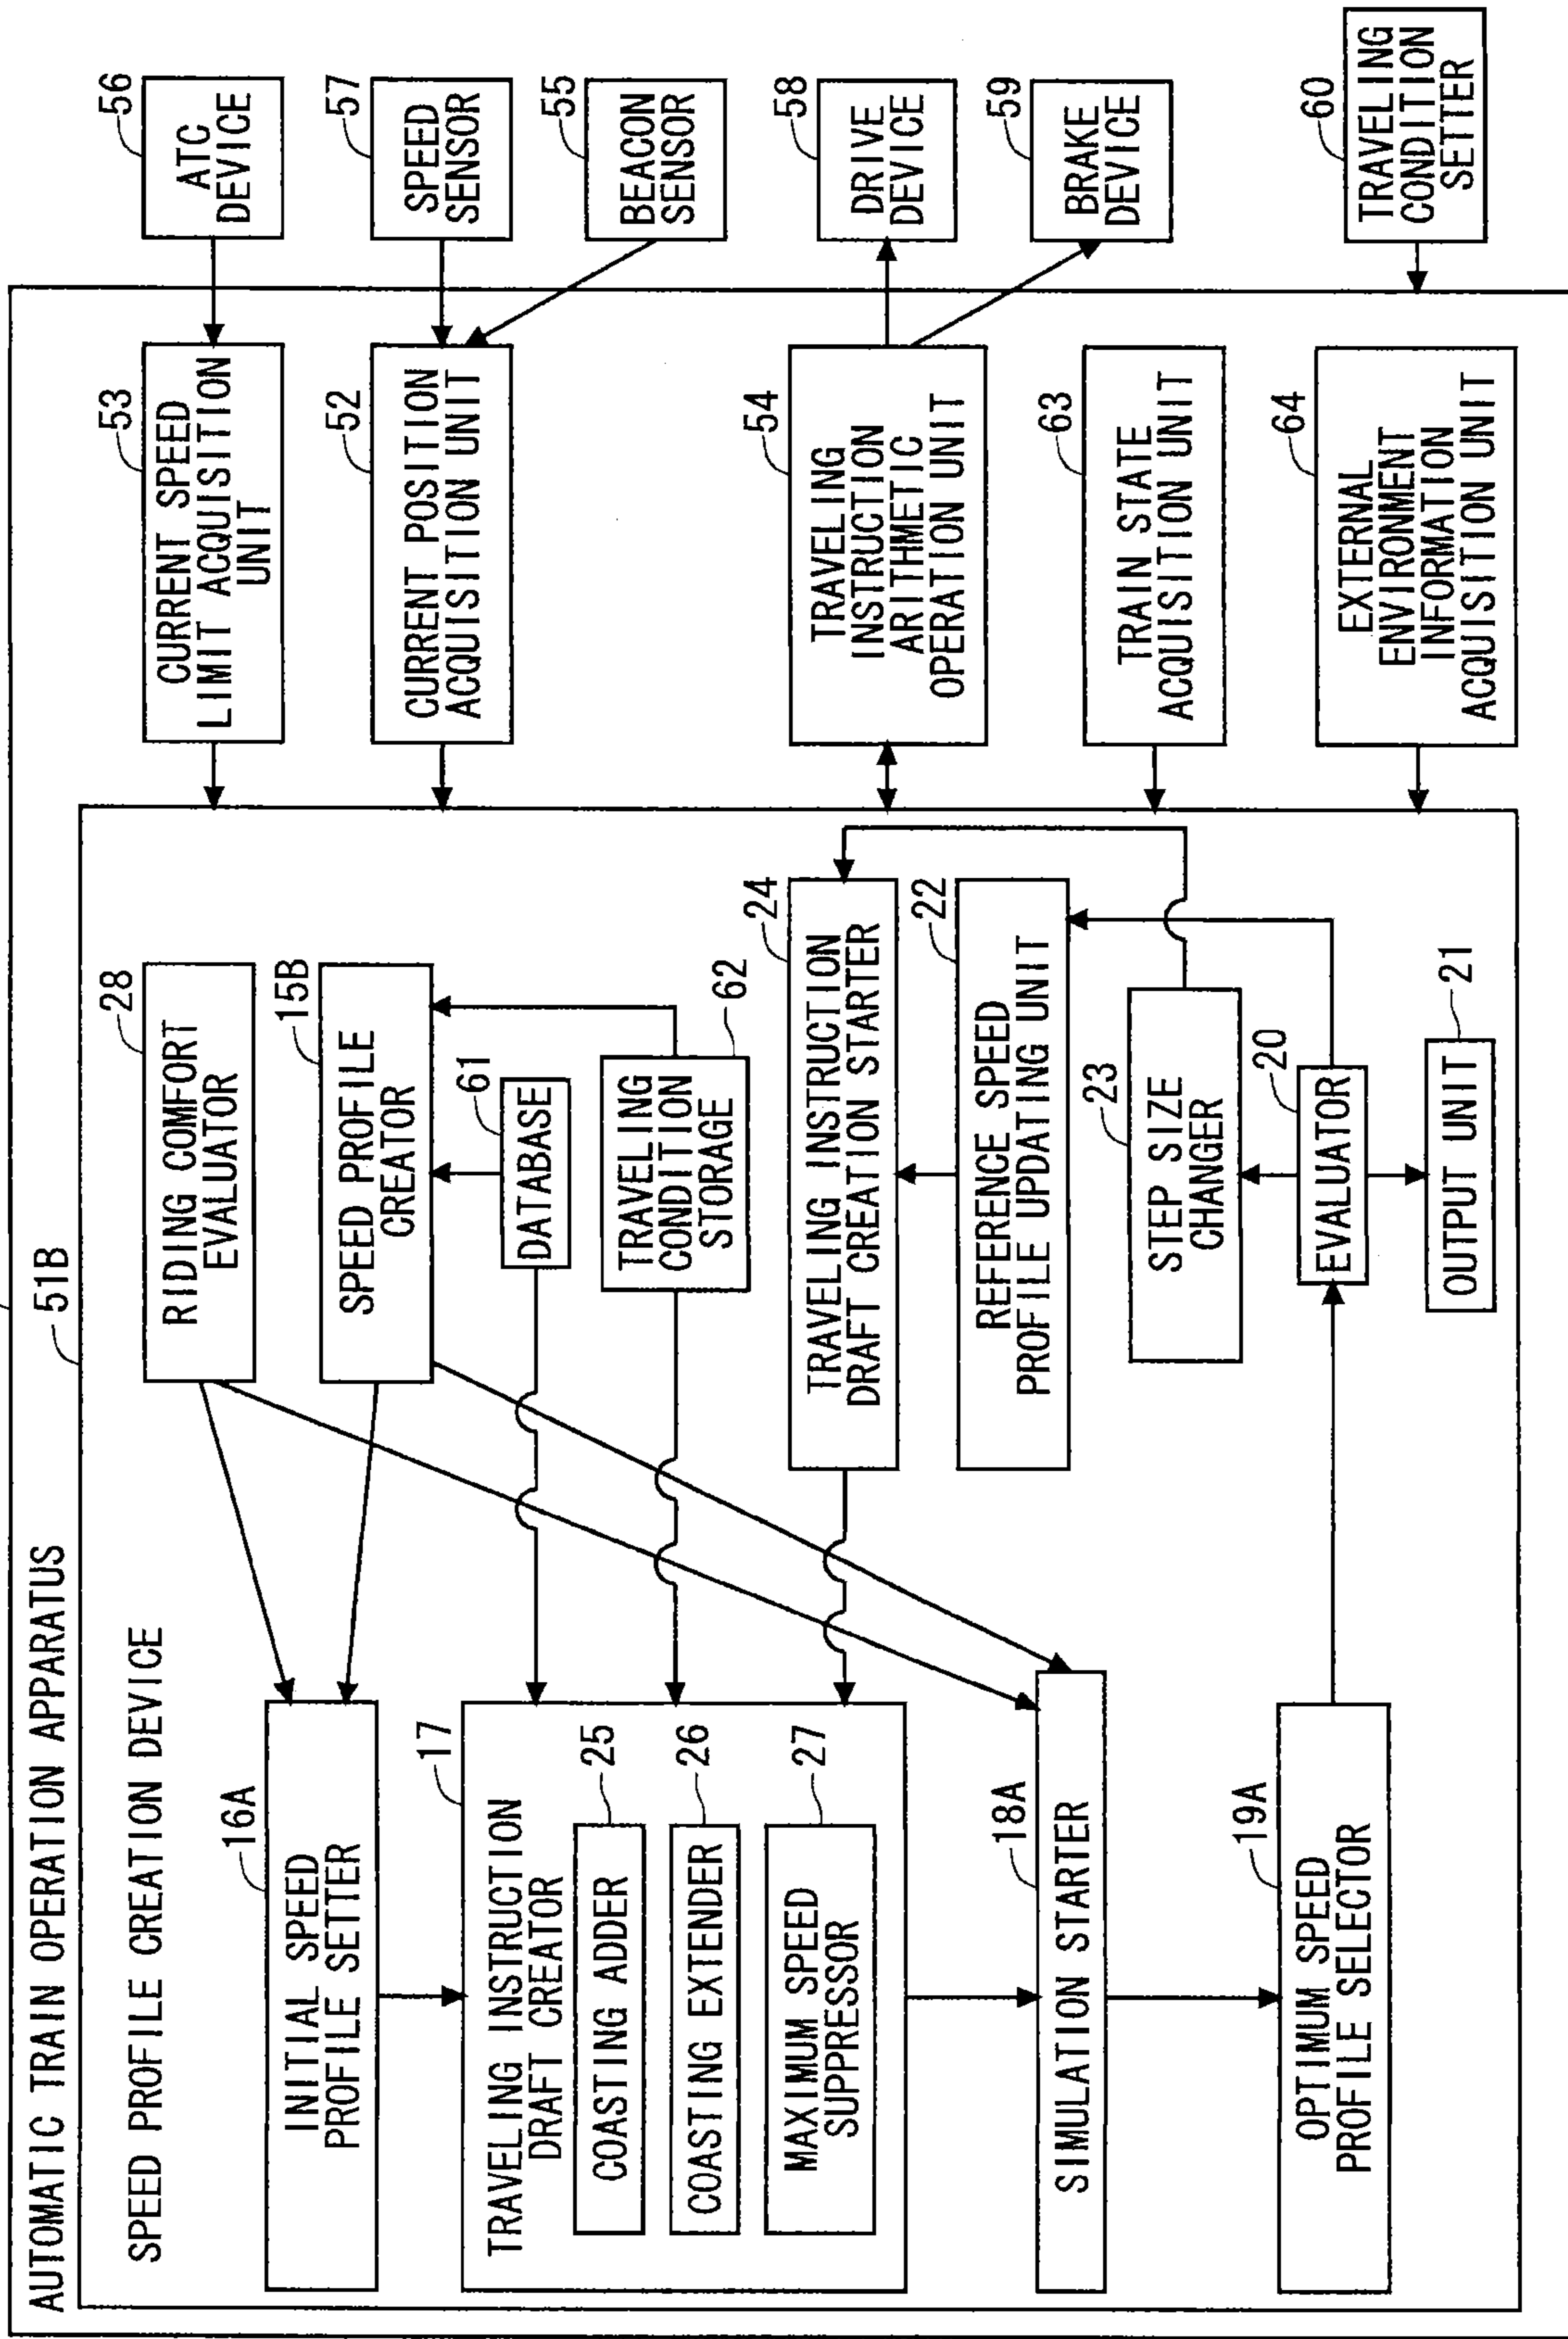 AUTOMATIC TRAIN OPERATION APPARATUS
51B
SPEED PROFILE CREATION DEVICE
16A
INITIAL SPEED
PROFILE SETTER
17
TRAVELING INSTRUCTION
DRAFT CREATOR
25
COASTING ADDER
26
COASTING EXTENDER
27
MAXIMUM SPEED
SUPPRESSOR
18A
SIMULATION STARTER
19A
OPTIMUM SPEED
PROFILE SELECTOR
28
RIDING COMFORT
EVALUATOR
15B
SPEED PROFILE
CREATOR
61
DATABASE
62
TRAVELING
CONDITION
STORAGE
24
TRAVELING INSTRUCTION
DRAFT CREATION STARTER
22
REFERENCE SPEED
PROFILE UPDATING UNIT
23
STEP SIZE
CHANGER
20
EVALUATOR
21
OUTPUT UNIT
53
CURRENT SPEED
LIMIT ACQUISITION
UNIT
52
CURRENT POSITION
ACQUISITION UNIT
54
TRAVELING
INSTRUCTION
ARITHMETIC
OPERATION UNIT
63
TRAIN STATE
ACQUISITION UNIT
64
EXTERNAL
ENVIRONMENT
INFORMATION
ACQUISITION UNIT
56
ATC
DEVICE
57
SPEED
SENSOR
55
BEACON
SENSOR
58
DRIVE
DEVICE
59
BRAKE
DEVICE
60
TRAVELING
CONDITION
SETTER